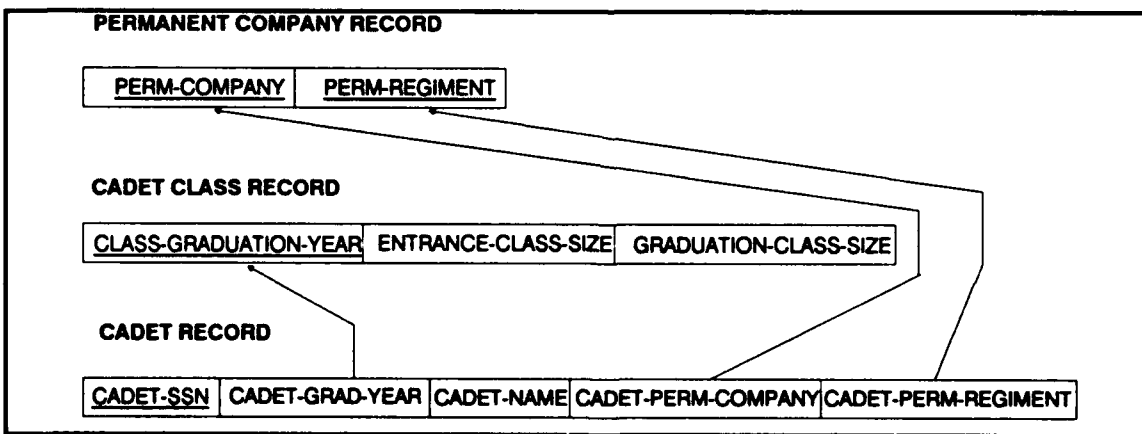 PERMANENT COMPANY RECORD
PERM-COMPANY PERM-REGIMENT
CADET CLASS RECORD
CLASS-GRADUATION-YEAR ENTRANCE-CLASS-SIZE GRADUATION-CLASS-SIZE
CADET RECORD
CADET-SSN CADET-GRAD-YEAR CADET-NAME CADET-PERM-COMPANY CADET-PERM-REGIMENT